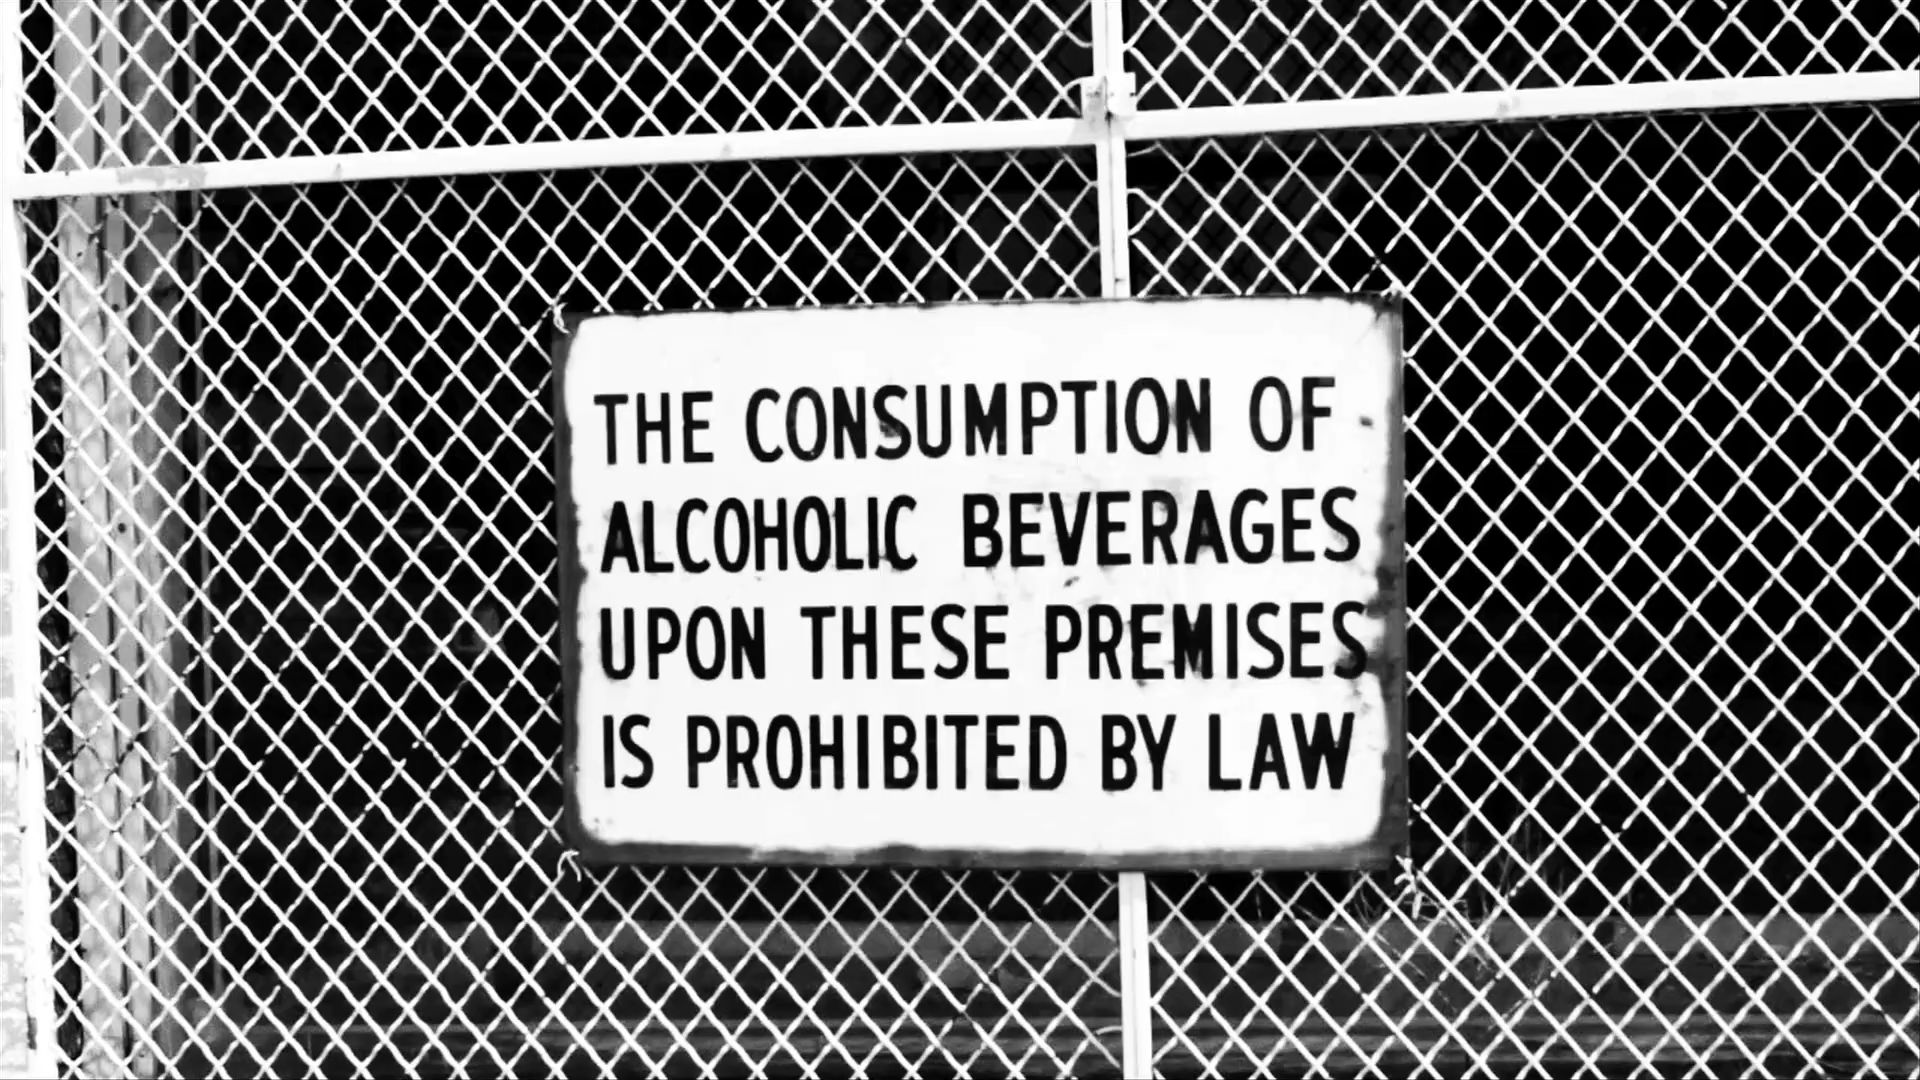 THE CONSUMPTION OF
ALCOHOLIC BEVERAGES
UPON THESE PREMISES
IS PROHIBITED BY LAW